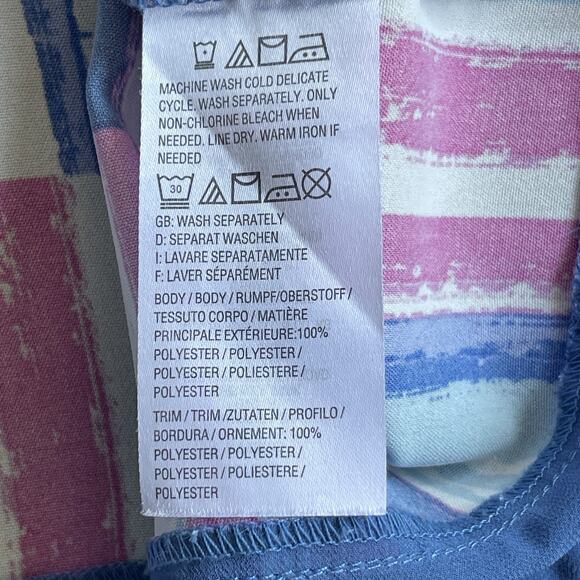 MACHINE WASH COLD DELICATE
CYCLE. WASH SEPARATELY. ONLY
NON-CHLORINE BLEACH WHEN
NEEDED. LINE DRY. WARM IRON IF
NEEDED
30
GB: WASH SEPARATELY
D: SEPARAT WASCHEN
I: LAVARE SEPARATAMENTE
F: LAVER SÉPARÉMENT
BODY / BODY / RUMPF/OBERSTOFF /
TESSUTO CORPO / MATIÈRE
PRINCIPALE EXTÉRIEURE:100%
POLYESTER / POLYESTER /
POLYESTER / POLIESTERE /
POLYESTER
TRIM / TRIM /ZUTATEN / PROFILO /
BORDURA / ORNEMENT: 100%
POLYESTER / POLYESTER /
POLYESTER / POLIESTERE /
POLYESTER